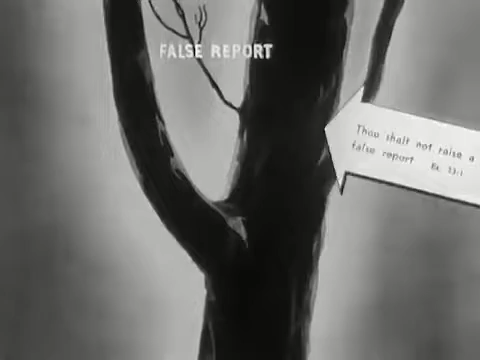 FALSE REPORT
Thou shalt not raise a
false report Ex. 23:1